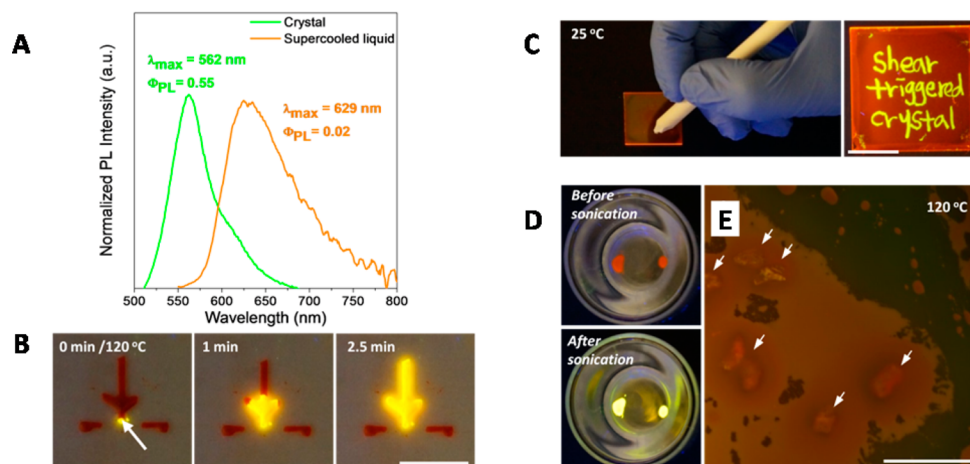 A
Normalized PL Intensity (a.u.)
Crystal
Supercooled liquid
λmax = 562 nm
ΦPL = 0.55
λmax = 629 nm
ΦPL = 0.02
500 550 600 650 700 750 800
Wavelength (nm)
B
0 min /120 °C
1 min
2.5 min
C
25 °C
shear
triggered
crystal
D
Before
sonication
After
sonication
E
120 °C